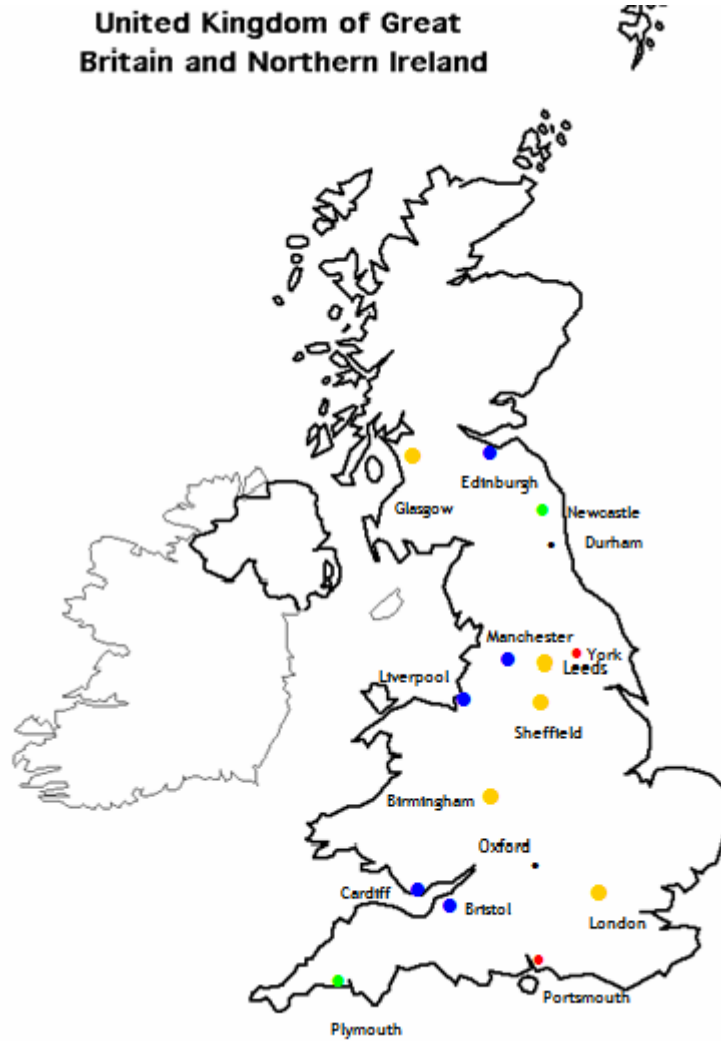 United Kingdom of Great
Britain and Northern Ireland
Edinburgh
Glasgow
Newcastle
Durham
Manchester
York
Leeds
Liverpool
Sheffield
Birmingham
Oxford
Cardiff
Bristol
London
Portsmouth
Plymouth